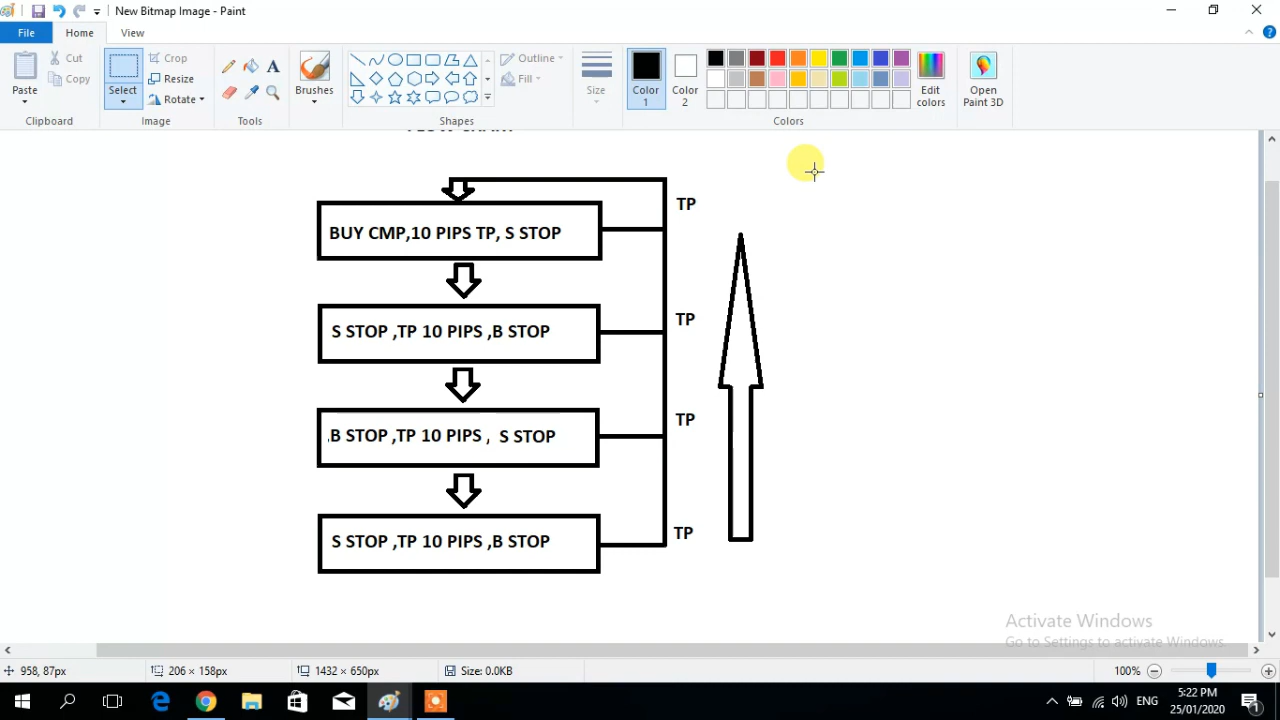 New Bitmap Image - Paint
File Home View
Paste
Cut
Copy
Clipboard
Select
Crop
Resize
Rotate
Image
Tools
Brushes
Shapes
Outline
Fill
Size
Color 1
Color 2
Edit colors
Colors
Open Paint 3D
TP
BUY CMP,10 PIPS TP, S STOP
TP
S STOP ,TP 10 PIPS ,B STOP
TP
.B STOP ,TP 10 PIPS , S STOP
TP
S STOP ,TP 10 PIPS ,B STOP
Activate Windows
Go to Settings to activate Windows.
958, 87px 206 × 158px 1432 × 650px Size: 0.0KB 100%
ENG
5:22 PM
25/01/2020